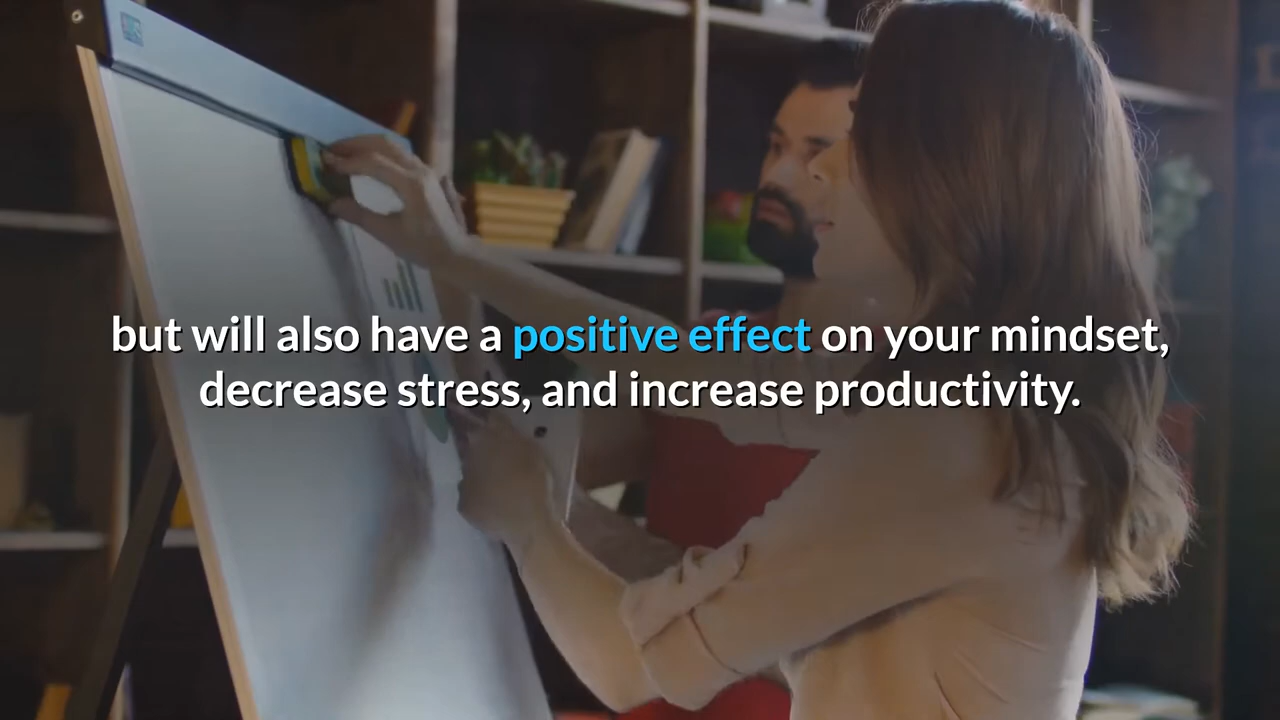 but will also have a positive effect on your mindset,
decrease stress, and increase productivity.